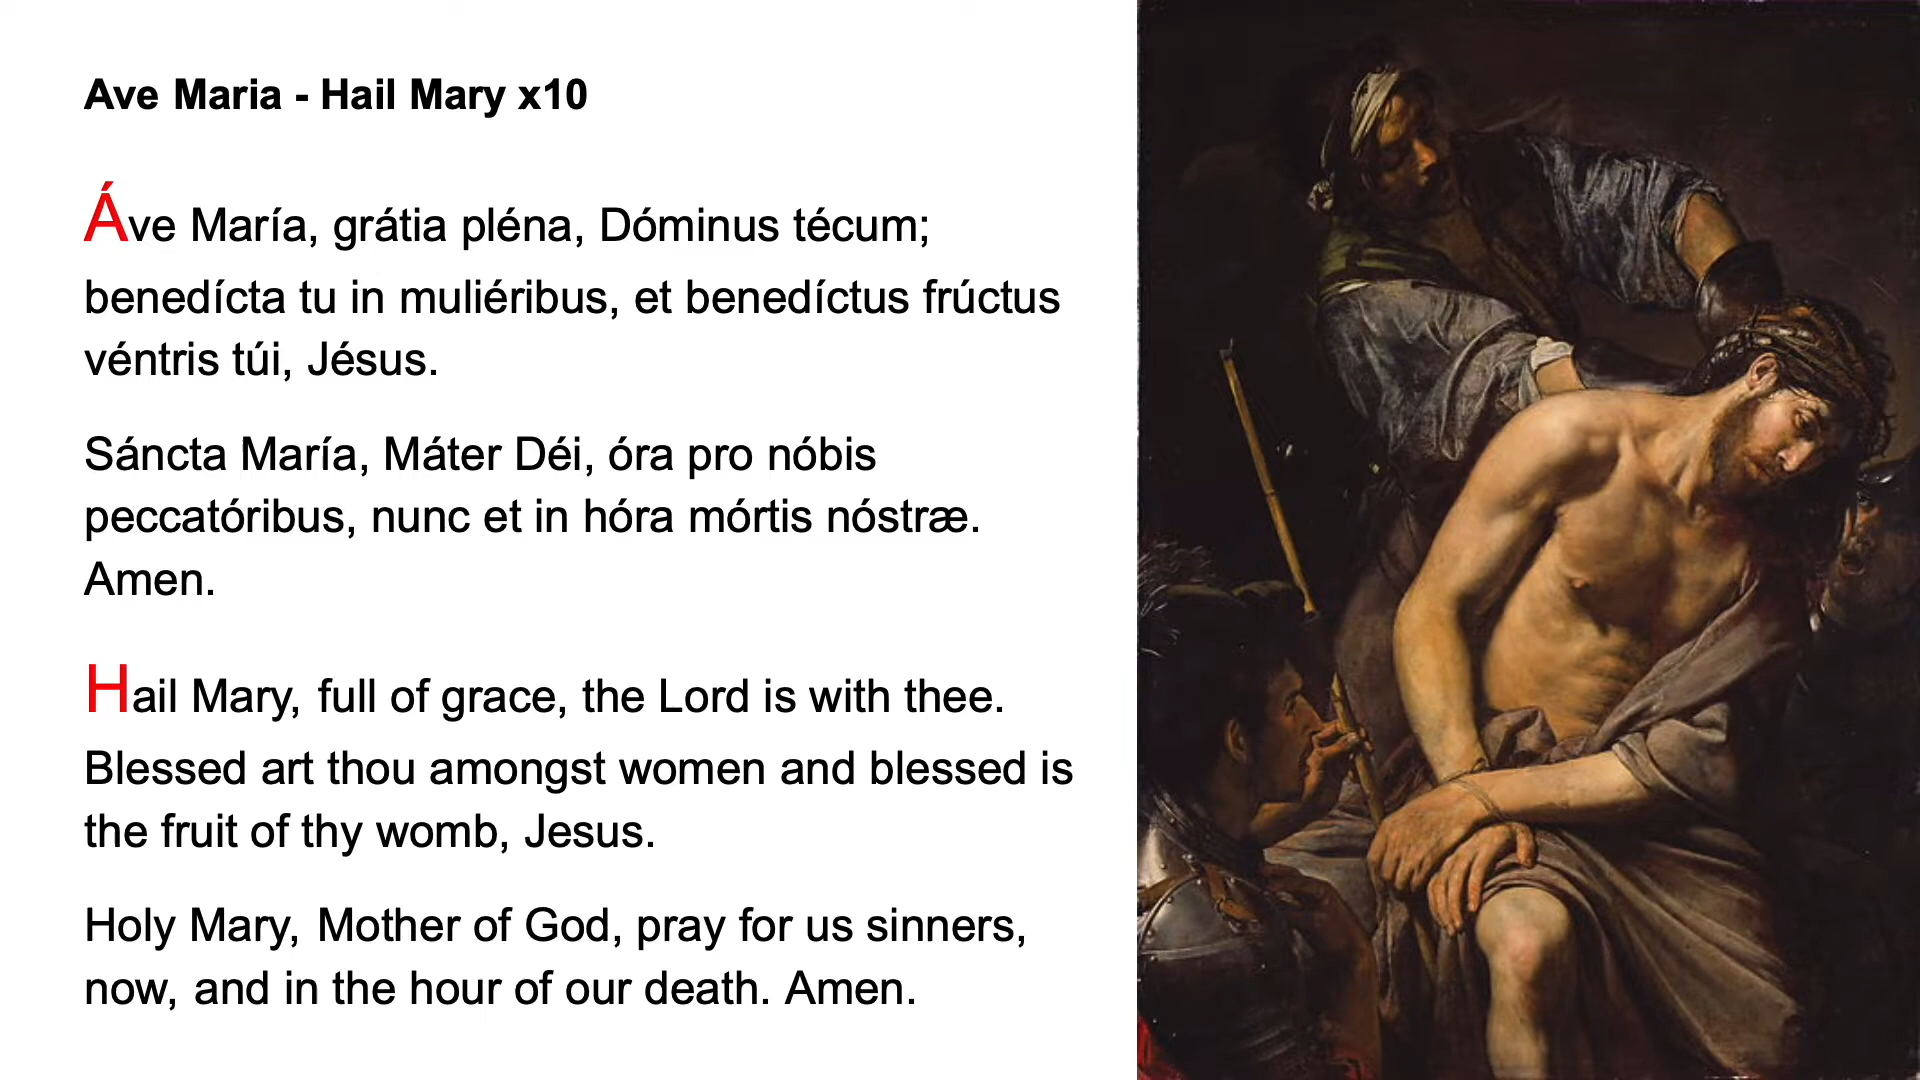 Ave Maria - Hail Mary x10
Áve María, grátia pléna, Dóminus técum;
benedícta tu in muliéribus, et benedíctus frúctus
véntris túi, Jésus.
Sáncta María, Máter Déi, óra pro nóbis
peccatóribus, nunc et in hóra mórtis nóstræ.
Amen.
Hail Mary, full of grace, the Lord is with thee.
Blessed art thou amongst women and blessed is
the fruit of thy womb, Jesus.
Holy Mary, Mother of God, pray for us sinners,
now, and in the hour of our death. Amen.